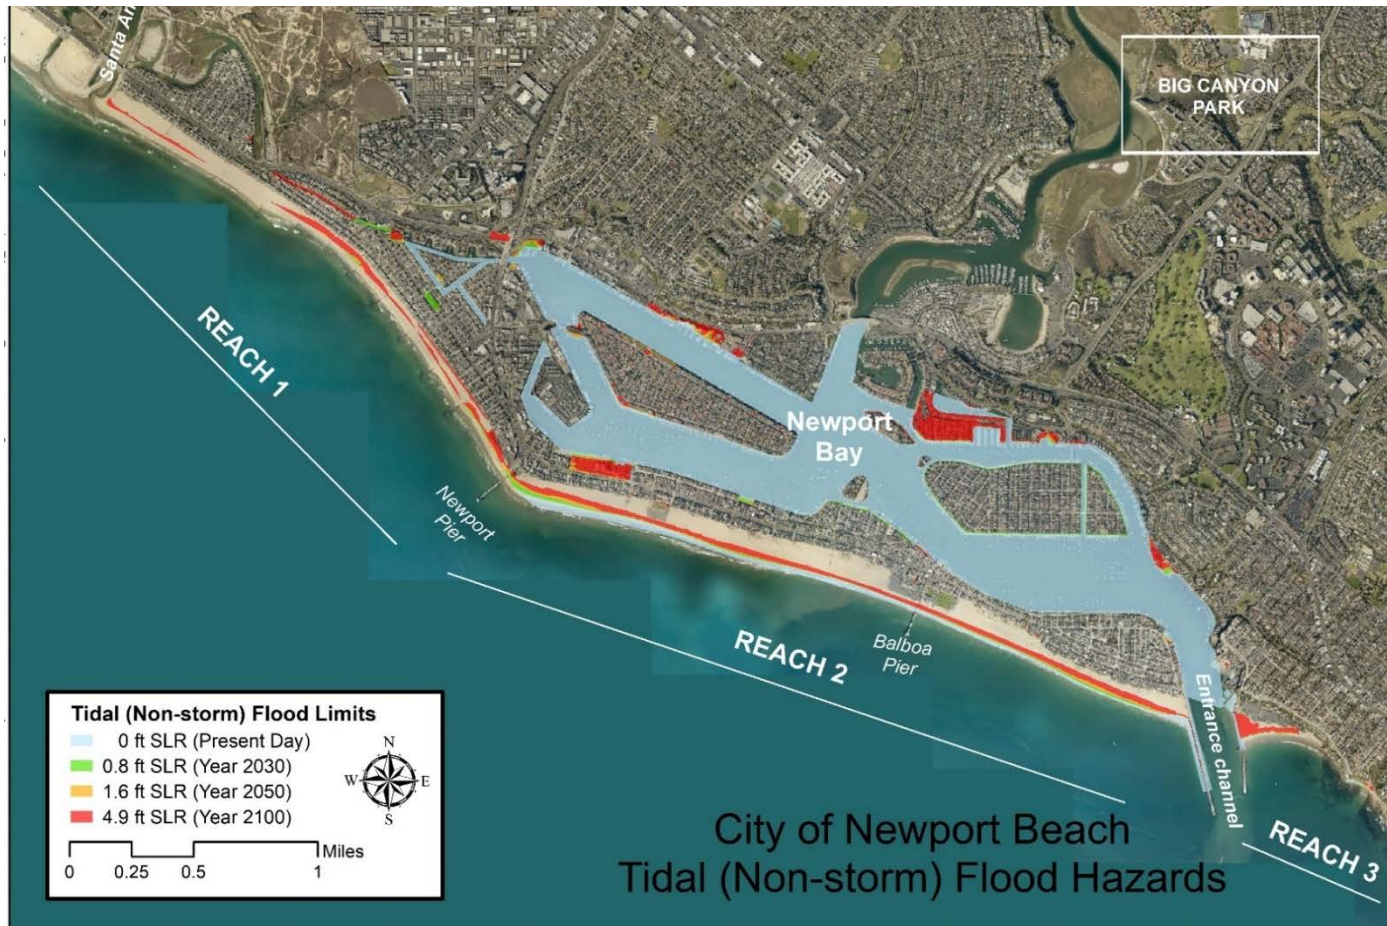 Santa An
BIG CANYON
PARK
REACH 1
Newport
Bay
Newport
Pier
REACH 2
Balboa
Pier
Entrance channel
REACH 3
Tidal (Non-storm) Flood Limits
0 ft SLR (Present Day)
0.8 ft SLR (Year 2030)
1.6 ft SLR (Year 2050)
4.9 ft SLR (Year 2100)
N
W E
S
Miles
0 0.25 0.5 1
City of Newport Beach
Tidal (Non-storm) Flood Hazards